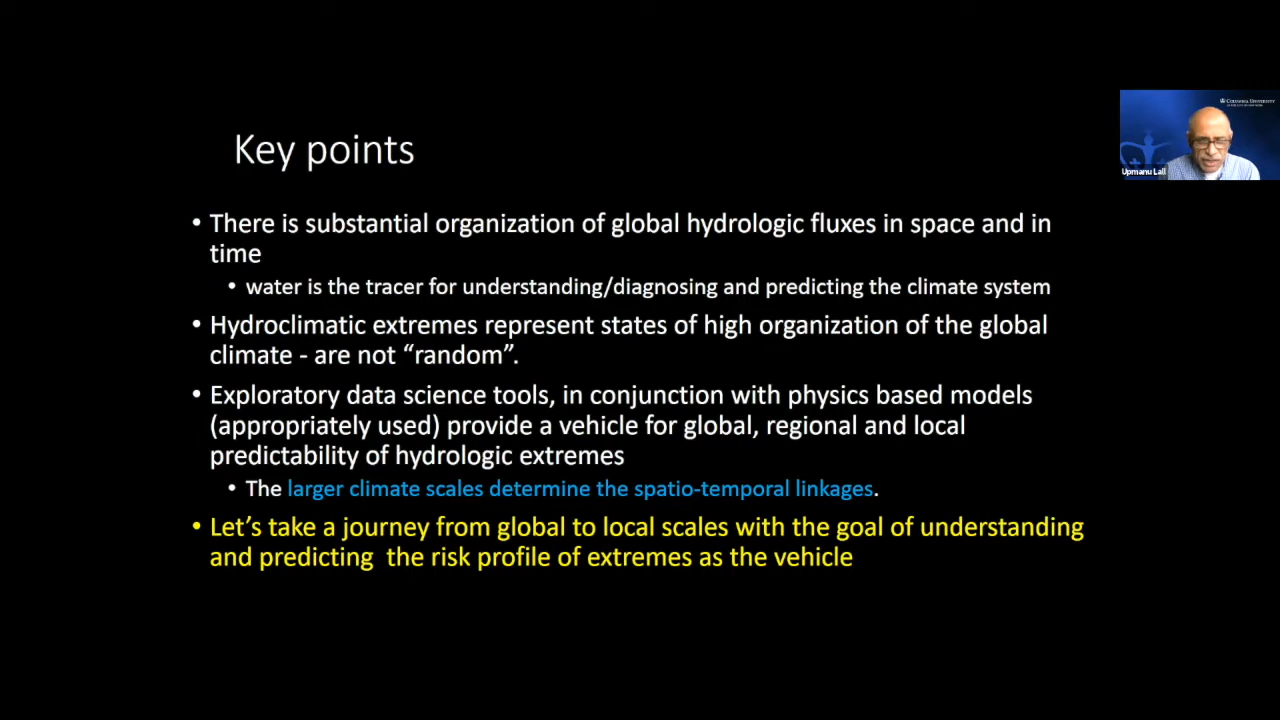 Key points
• There is substantial organization of global hydrologic fluxes in space and in
time
• water is the tracer for understanding/diagnosing and predicting the climate system
• Hydroclimatic extremes represent states of high organization of the global
climate - are not “random”.
• Exploratory data science tools, in conjunction with physics based models
(appropriately used) provide a vehicle for global, regional and local
predictability of hydrologic extremes
• The larger climate scales determine the spatio-temporal linkages.
• Let’s take a journey from global to local scales with the goal of understanding
and predicting the risk profile of extremes as the vehicle
COLUMBIA UNIVERSITY
Upmanu Lall